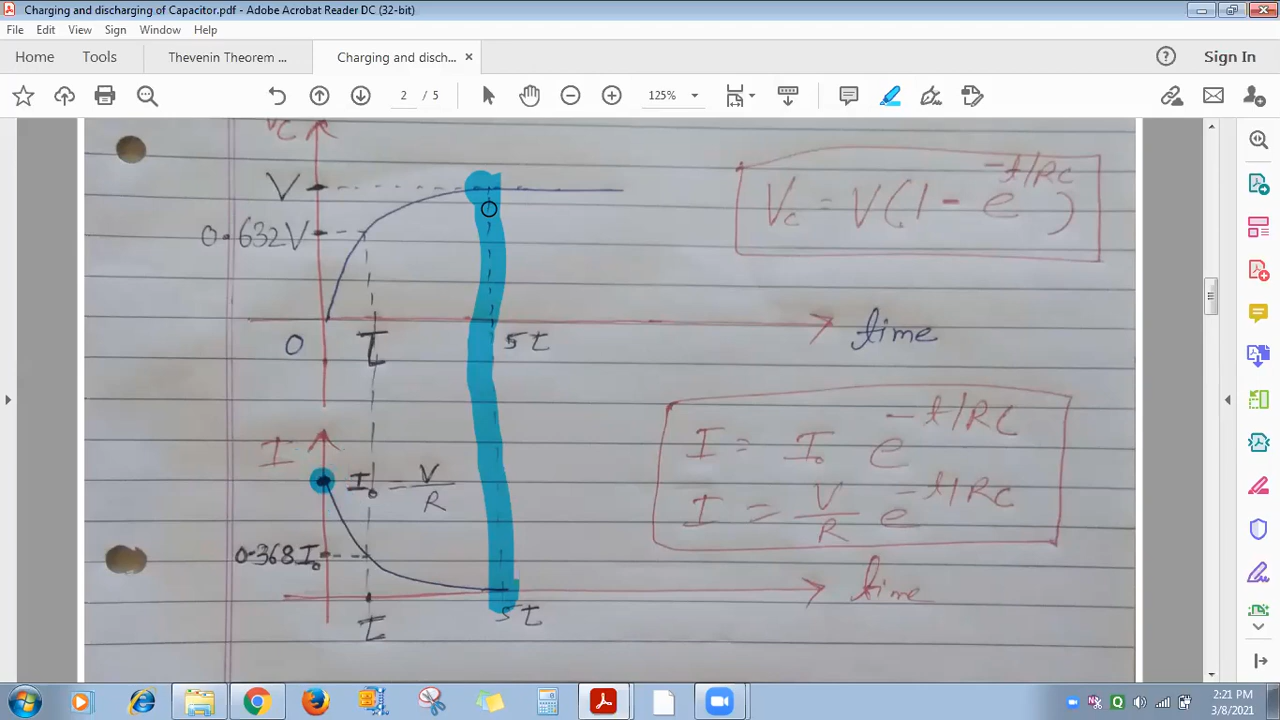 Charging and discharging of Capacitor.pdf - Adobe Acrobat Reader DC (32-bit)
File Edit View Sign Window Help
Home Tools Thevenin Theorem ... Charging and disch... × Sign In
2 / 5 125%
Vc
V
0.632V
Vc = V(1 - e^-t/RC)
0 τ 5τ time
I
I₀ = V/R
0.368I₀
I = I₀ e^-t/RC
I = V/R e^-t/RC
τ 5τ time
2:21 PM
3/8/2021